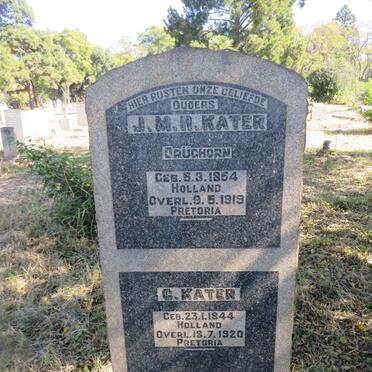 HIER RUSTEN ONZE GELIEFDE
OUDERS
J.M.H. KATER
DRUGHORN
GEB. 5.3.1854
HOLLAND
OVERL. 9.5.1919
PRETORIA
G. KATER
GEB. 23.1.1844
HOLLAND
OVERL. 18.7.1920
PRETORIA